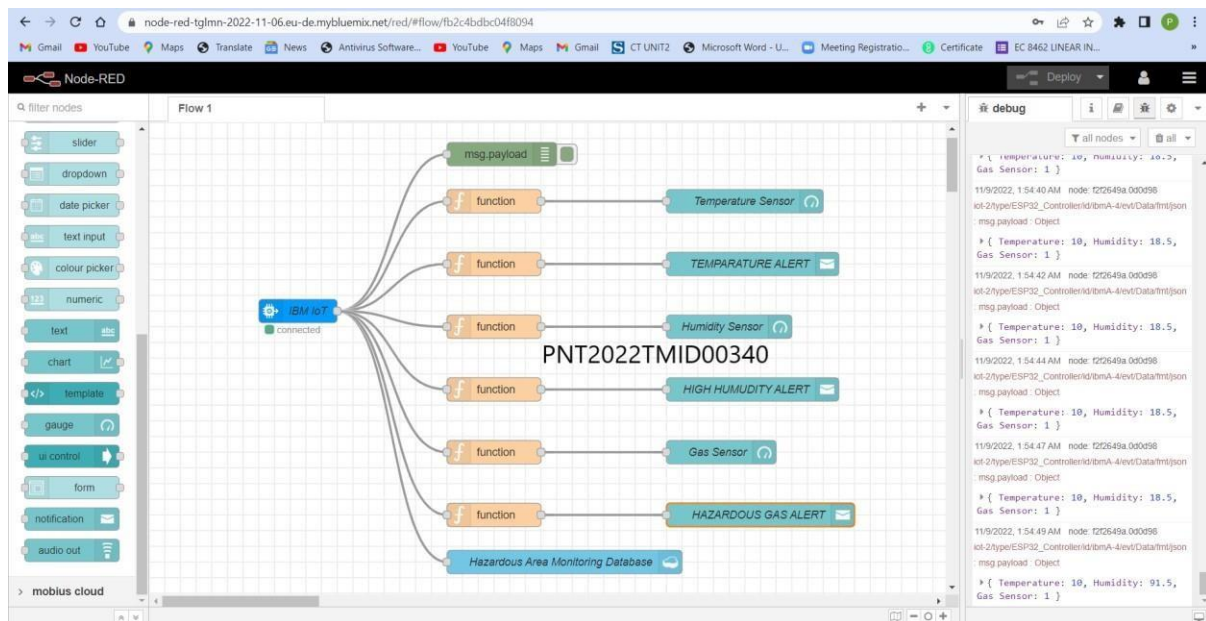 node-red-tglmn-2022-11-06.eu-de.mybluemix.net/red/#flow/fb2c4bdbc04f8094
P
Gmail YouTube Maps Translate News Antivirus Software... YouTube Maps Gmail CT UNIT2 Microsoft Word - U... Meeting Registratio... Certificate EC 8462 LINEAR IN... »
Node-RED
Deploy
filter nodes
Flow 1
debug
all nodes
all
slider
dropdown
date picker
text input
abc
colour picker
numeric
123
text
abc
chart
template
gauge
ui control
form
notification
audio out
mobius cloud
msg.payload
function
Temperature Sensor
function
TEMPARATURE ALERT
IBM IoT
connected
function
Humidity Sensor
PNT2022TMID00340
function
HIGH HUMUDITY ALERT
function
Gas Sensor
function
HAZARDOUS GAS ALERT
Hazardous Area Monitoring Database
{ Temperature: 10, Humidity: 18.5,
Gas Sensor: 1 }
11/9/2022, 1:54:40 AM node: f2f2649a.0d0d98
iot-2/type/ESP32_Controller/id/ibmA-4/evt/Data/fmt/json
: msg.payload : Object
{ Temperature: 10, Humidity: 18.5,
Gas Sensor: 1 }
11/9/2022, 1:54:42 AM node: f2f2649a.0d0d98
iot-2/type/ESP32_Controller/id/ibmA-4/evt/Data/fmt/json
: msg.payload : Object
{ Temperature: 10, Humidity: 18.5,
Gas Sensor: 1 }
11/9/2022, 1:54:44 AM node: f2f2649a.0d0d98
iot-2/type/ESP32_Controller/id/ibmA-4/evt/Data/fmt/json
: msg.payload : Object
{ Temperature: 10, Humidity: 18.5,
Gas Sensor: 1 }
11/9/2022, 1:54:47 AM node: f2f2649a.0d0d98
iot-2/type/ESP32_Controller/id/ibmA-4/evt/Data/fmt/json
: msg.payload : Object
{ Temperature: 10, Humidity: 18.5,
Gas Sensor: 1 }
11/9/2022, 1:54:49 AM node: f2f2649a.0d0d98
iot-2/type/ESP32_Controller/id/ibmA-4/evt/Data/fmt/json
: msg.payload : Object
{ Temperature: 10, Humidity: 91.5,
Gas Sensor: 1 }